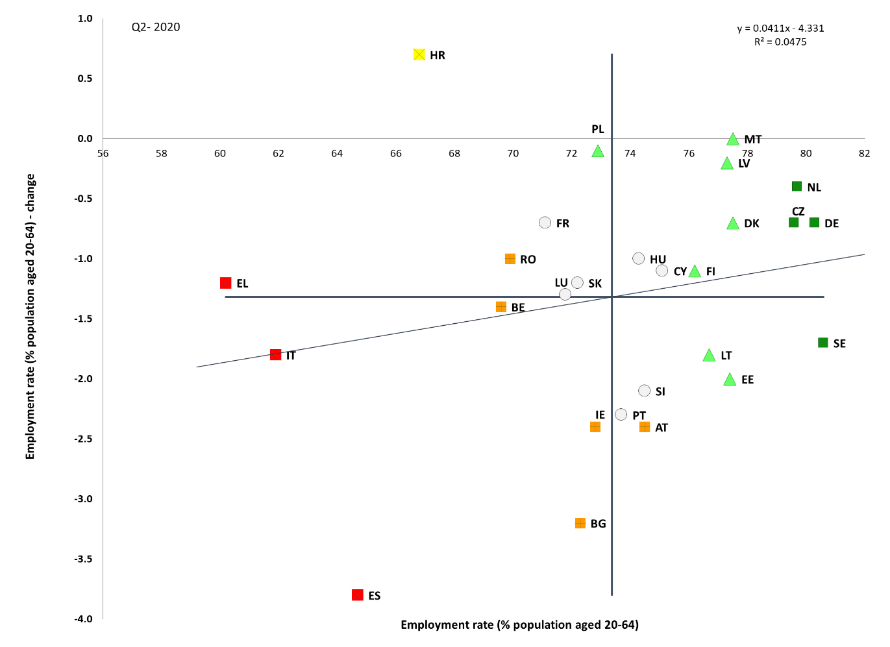 1.0
Q2- 2020
y = 0.0411x - 4.331
R² = 0.0475
HR
0.5
PL
0.0
MT
56 58 60 62 64 66 68 70 72 74 76 78 80 82
LV
NL
-0.5
CZ
FR
DK
DE
-1.0
RO
HU
CY
FI
EL
LU
SK
BE
-1.5
SE
IT
LT
-2.0
EE
SI
IE
PT
AT
-2.5
-3.0
BG
-3.5
ES
-4.0
Employment rate (% population aged 20-64) - change
Employment rate (% population aged 20-64)